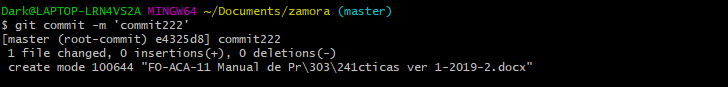 Dark@LAPTOP-LRN4VS2A MINGW64 ~/Documents/zamora (master)
$ git commit -m 'commit222'
[master (root-commit) e4325d8] commit222
 1 file changed, 0 insertions(+), 0 deletions(-)
 create mode 100644 "FO-ACA-11 Manual de Pr\303\241cticas ver 1-2019-2.docx"